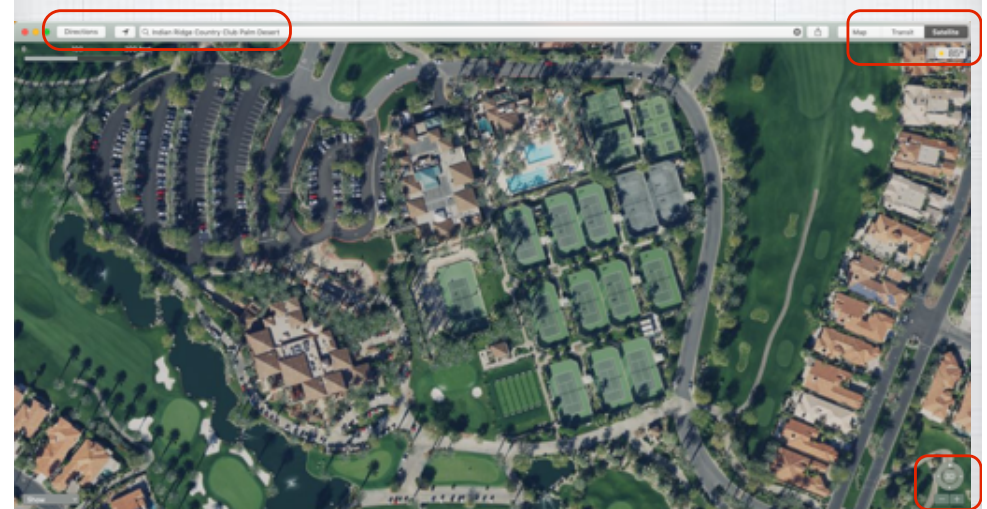 Directions
Indian Ridge Country Club Palm Desert
Map Transit Satellite
Show